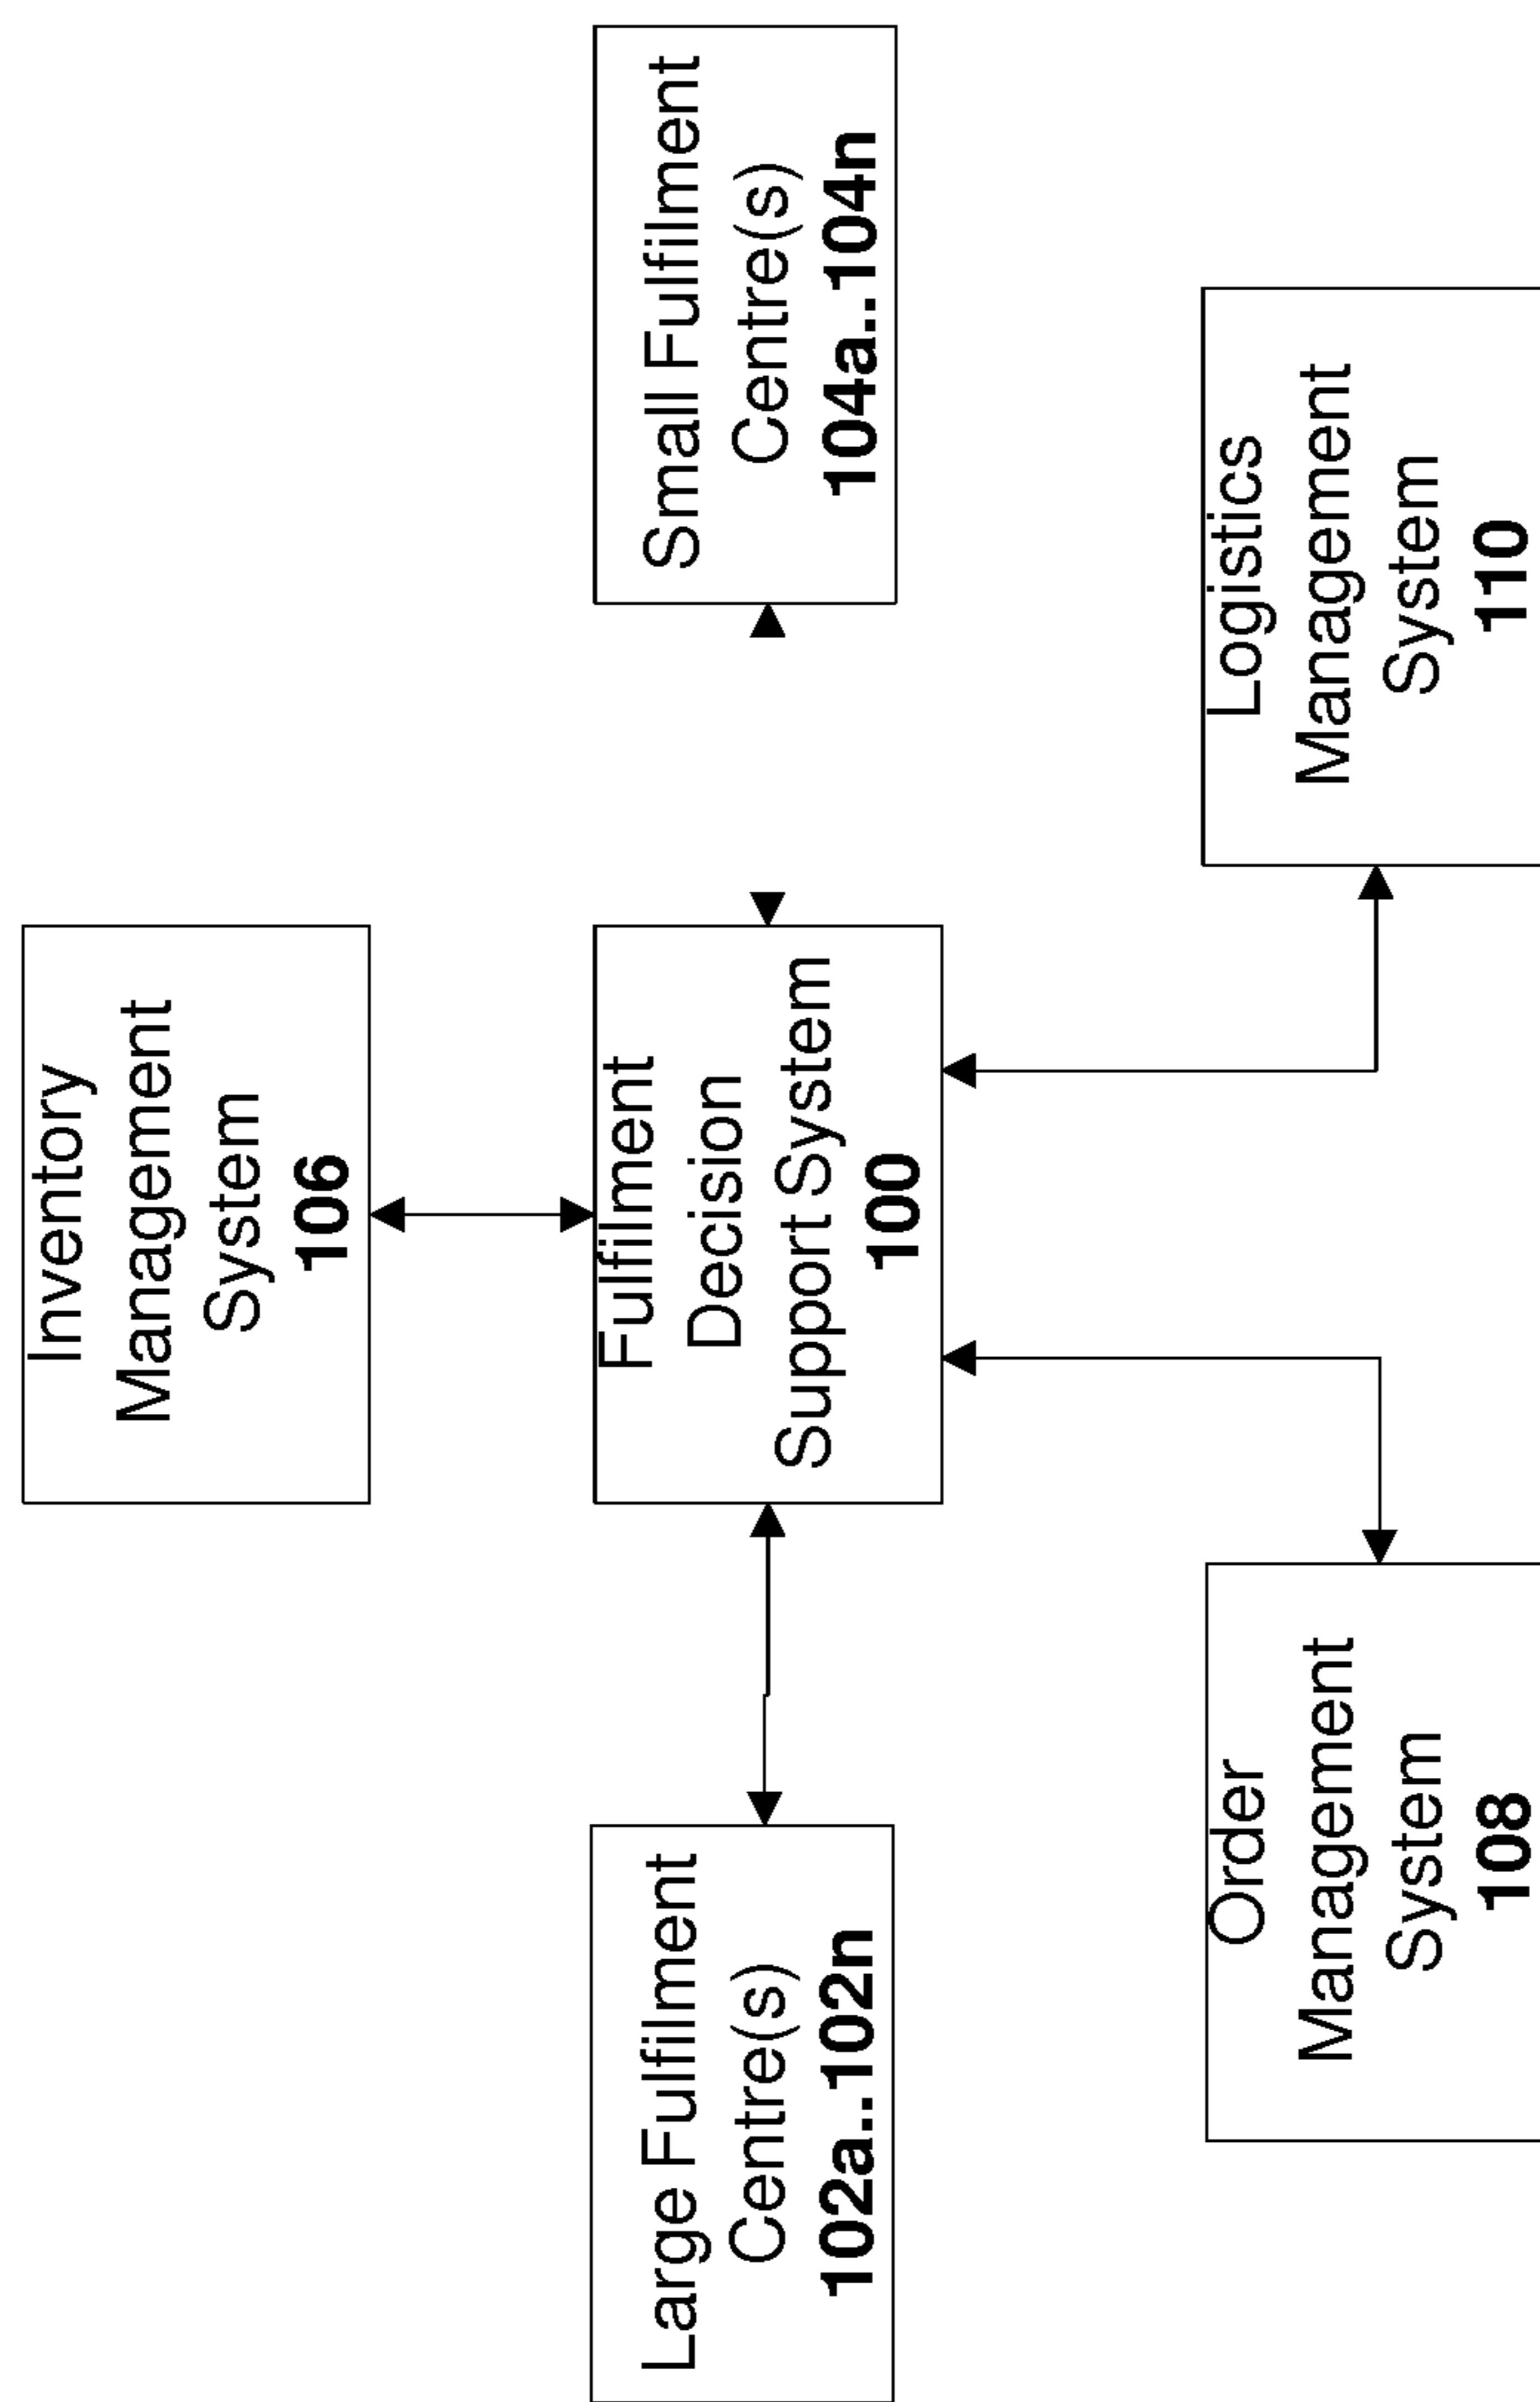 Inventory
Management
System
106
Large Fulfilment
Centre(s)
102a..102n
Fulfilment
Decision
Support System
100
Small Fulfilment
Centre(s)
104a..104n
Order
Management
System
108
Logistics
Management
System
110